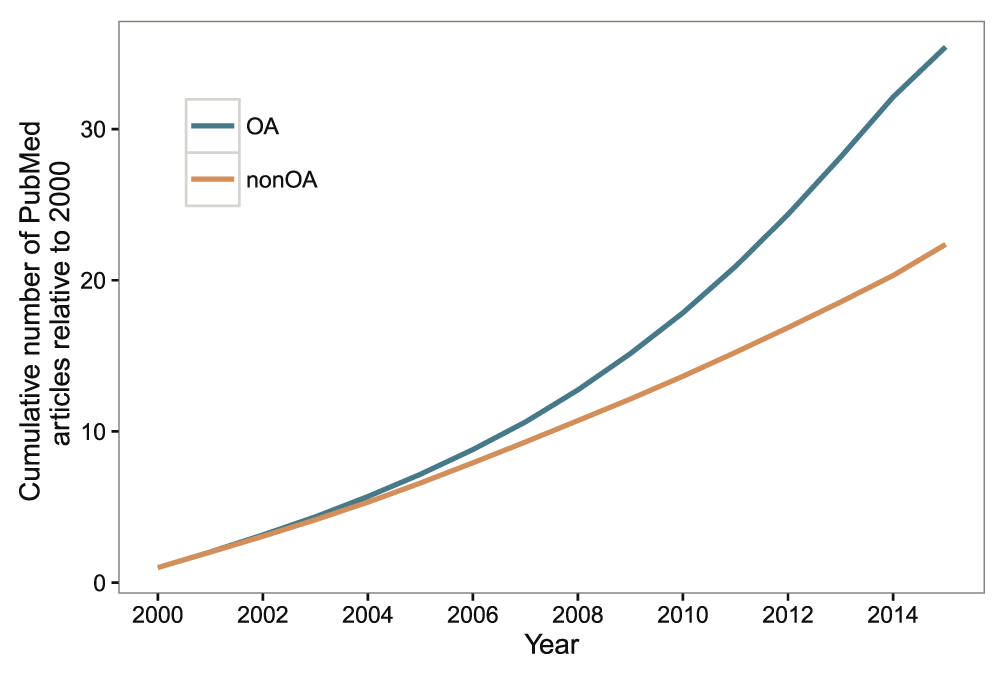 OA
nonOA
Cumulative number of PubMed
articles relative to 2000
30
20
10
0
2000 2002 2004 2006 2008 2010 2012 2014
Year